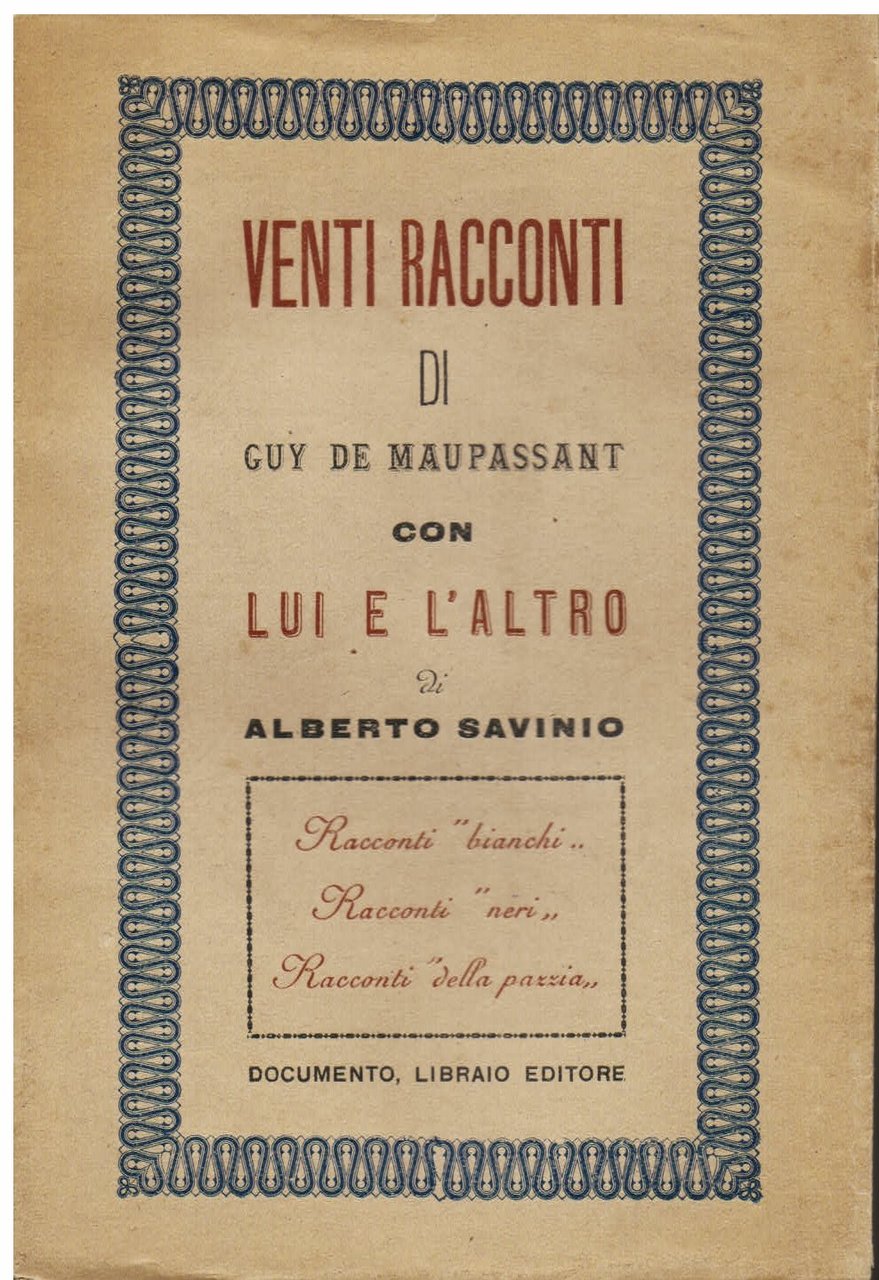 VENTI RACCONTI
DI
GUY DE MAUPASSANT
CON
LUI E L'ALTRO
di
ALBERTO SAVINIO
Racconti "bianchi..
Racconti "neri„
Racconti "della pazzia„
DOCUMENTO, LIBRAIO EDITORE